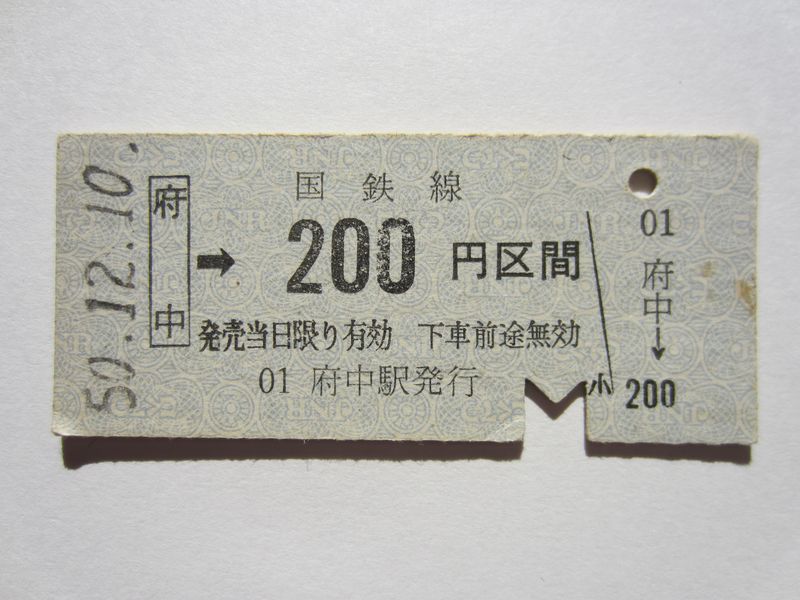 50.12.10.
府中
国鉄線
➡ 200 円区間
発売当日限り有効 下車前途無効
01 府中駅発行
小
01
府中→
200